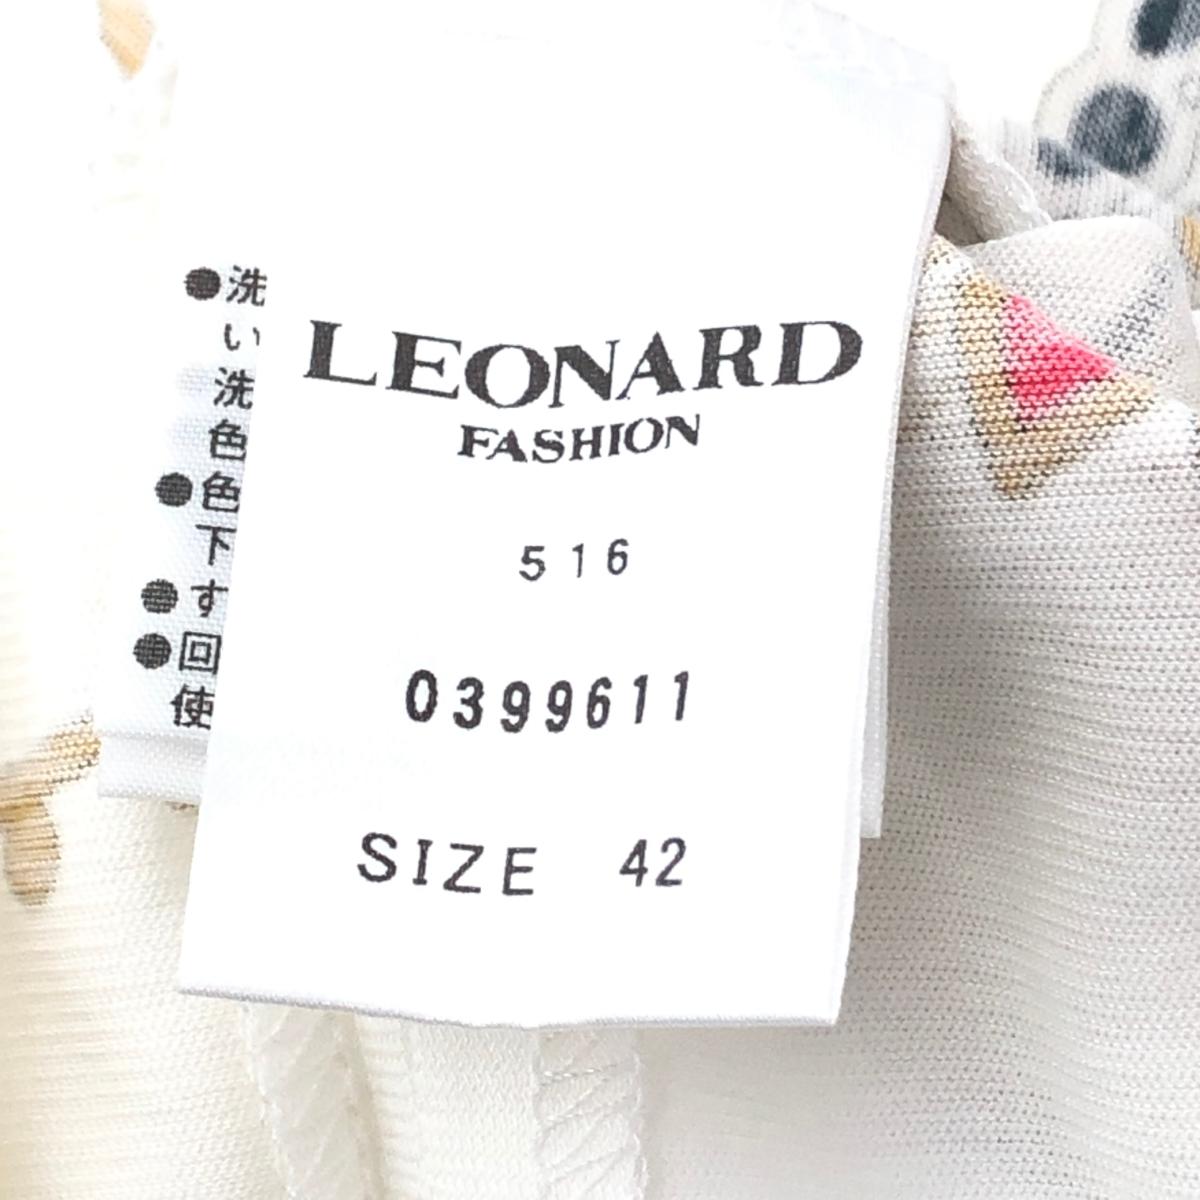 LEONARD
FASHION
516
0399611
SIZE 42
●洗
い
洗
色
●色
下
●す
●回
使